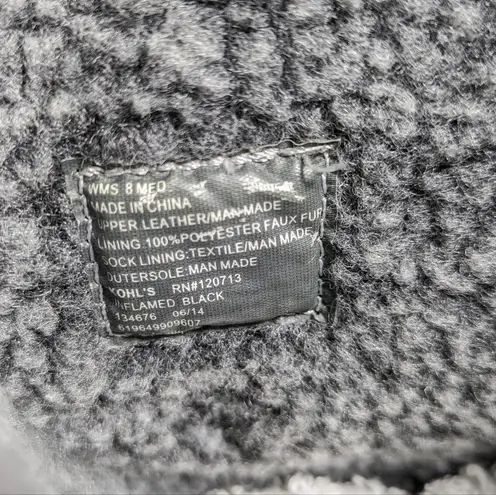 WMS 8 MED
MADE IN CHINA
UPPER LEATHER/MAN MADE
LINING:100%POLYESTER FAUX FUR
SOCK LINING:TEXTILE/MAN MADE
OUTERSOLE:MAN MADE
KOHL'S RN#120713
INFLAMED BLACK
134676 06/14
619649909607